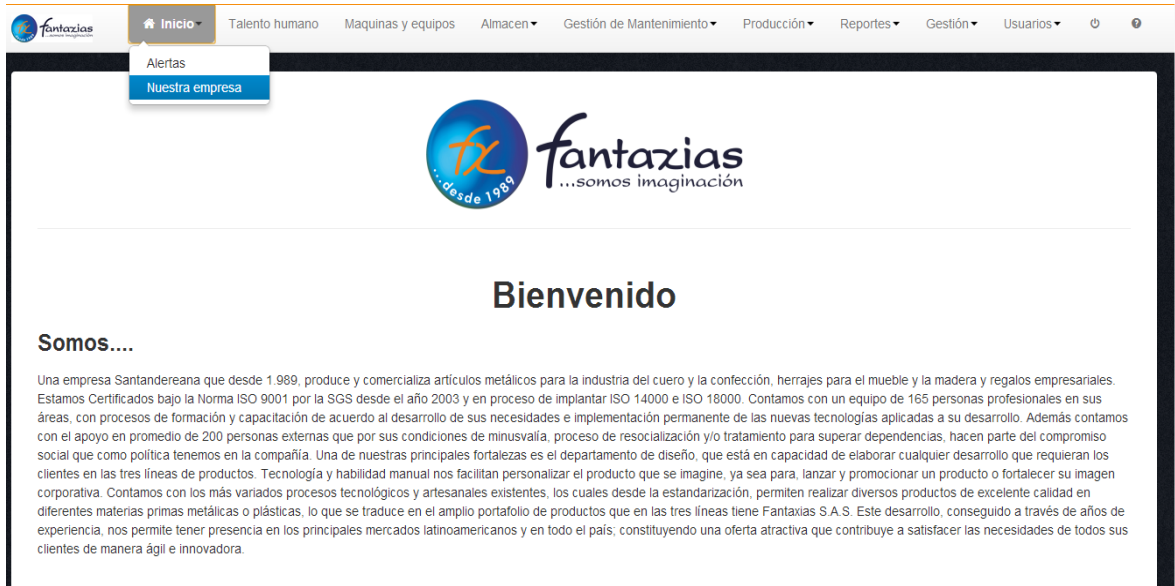 fantazias
...somos imaginación
Inicio
Talento humano
Maquinas y equipos
Almacen
Gestión de Mantenimiento
Producción
Reportes
Gestión
Usuarios
Alertas
Nuestra empresa
fx
...desde 1989
fantazias
...somos imaginación
Bienvenido
Somos....
Una empresa Santandereana que desde 1.989, produce y comercializa artículos metálicos para la industria del cuero y la confección, herrajes para el mueble y la madera y regalos empresariales.
Estamos Certificados bajo la Norma ISO 9001 por la SGS desde el año 2003 y en proceso de implantar ISO 14000 e ISO 18000. Contamos con un equipo de 165 personas profesionales en sus
áreas, con procesos de formación y capacitación de acuerdo al desarrollo de sus necesidades e implementación permanente de las nuevas tecnologías aplicadas a su desarrollo. Además contamos
con el apoyo en promedio de 200 personas externas que por sus condiciones de minusvalía, proceso de resocialización y/o tratamiento para superar dependencias, hacen parte del compromiso
social que como política tenemos en la compañía. Una de nuestras principales fortalezas es el departamento de diseño, que está en capacidad de elaborar cualquier desarrollo que requieran los
clientes en las tres líneas de productos. Tecnología y habilidad manual nos facilitan personalizar el producto que se imagine, ya sea para, lanzar y promocionar un producto o fortalecer su imagen
corporativa. Contamos con los más variados procesos tecnológicos y artesanales existentes, los cuales desde la estandarización, permiten realizar diversos productos de excelente calidad en
diferentes materias primas metálicas o plásticas, lo que se traduce en el amplio portafolio de productos que en las tres líneas tiene Fantaxias S.A.S. Este desarrollo, conseguido a través de años de
experiencia, nos permite tener presencia en los principales mercados latinoamericanos y en todo el país; constituyendo una oferta atractiva que contribuye a satisfacer las necesidades de todos sus
clientes de manera ágil e innovadora.